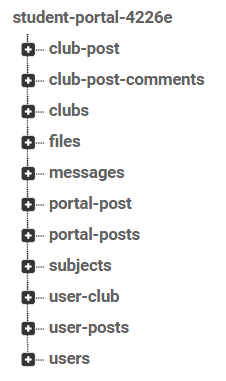 student-portal-4226e
club-post
club-post-comments
clubs
files
messages
portal-post
portal-posts
subjects
user-club
user-posts
users